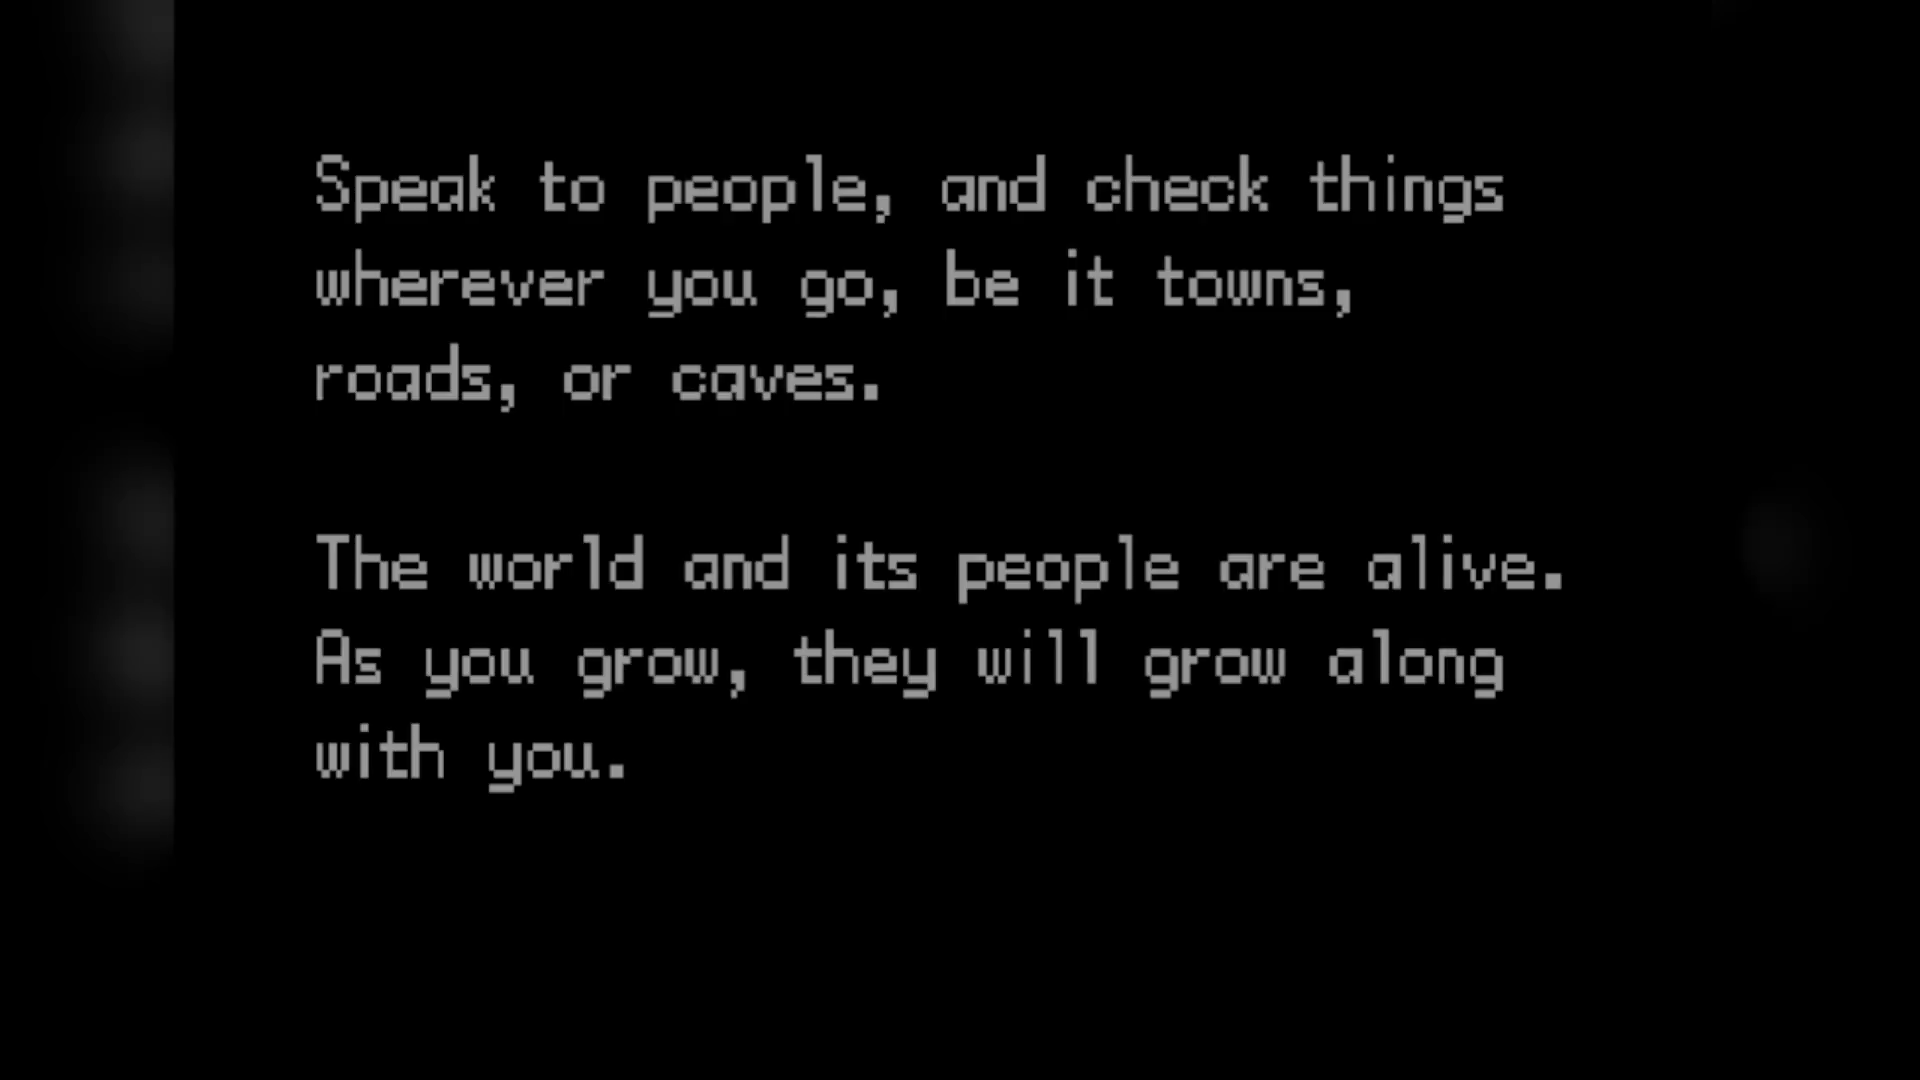 Speak to people, and check things
wherever you go, be it towns,
roads, or caves.
The world and its people are alive.
As you grow, they will grow along
with you.